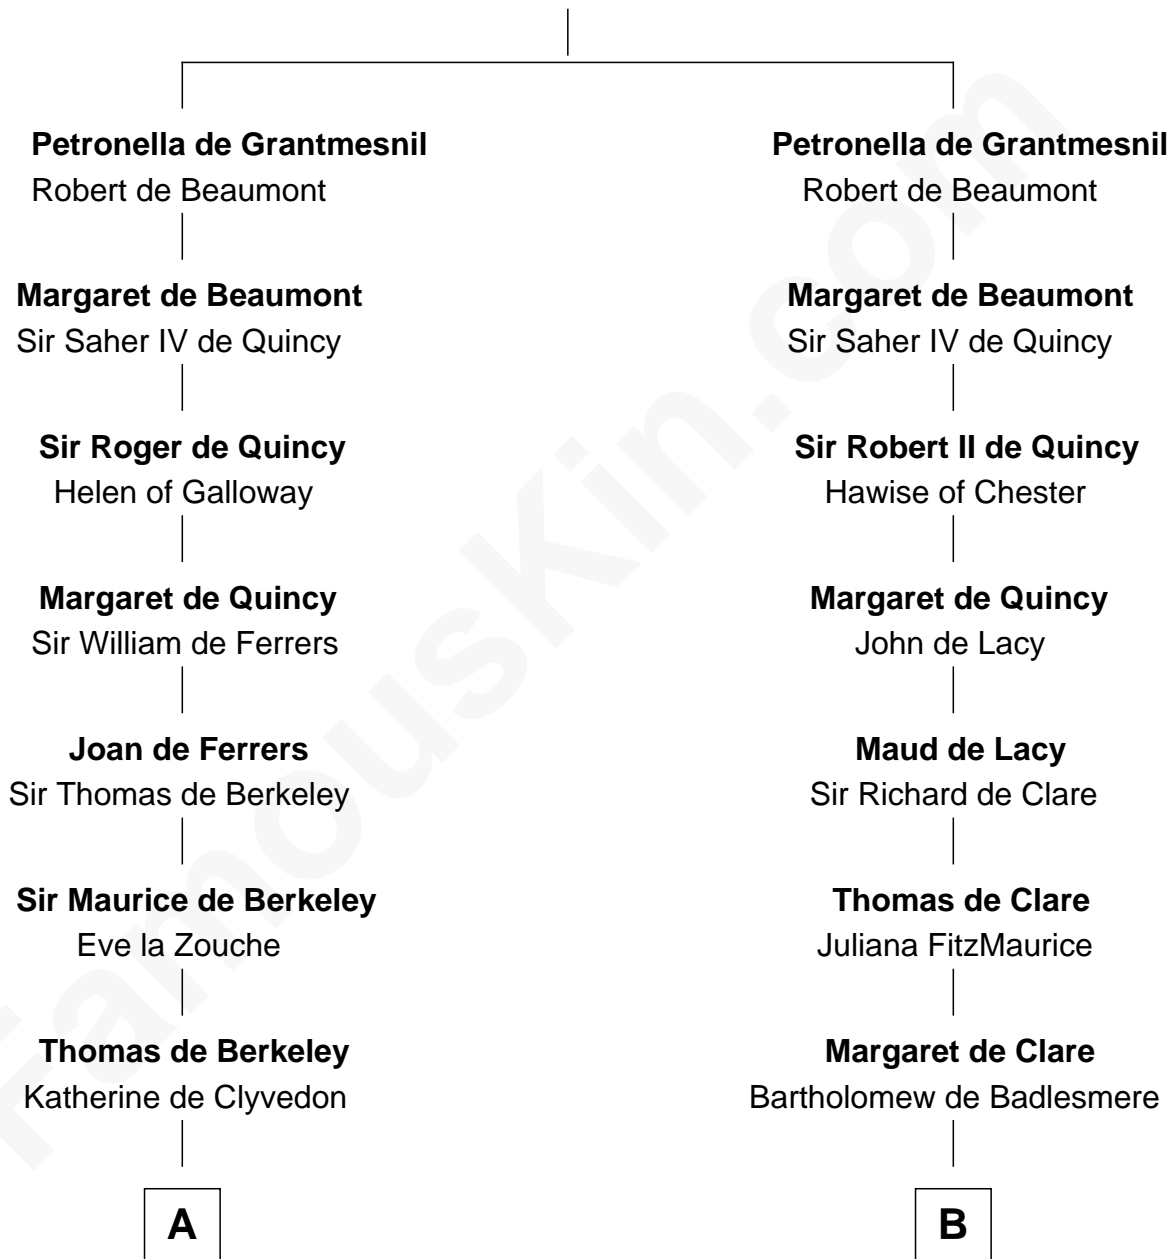 Petronella de Grantmesnil
Robert de Beaumont
Margaret de Beaumont
Sir Saher IV de Quincy
Sir Roger de Quincy
Helen of Galloway
Margaret de Quincy
Sir William de Ferrers
Joan de Ferrers
Sir Thomas de Berkeley
Sir Maurice de Berkeley
Eve la Zouche
Thomas de Berkeley
Katherine de Clyvedon
A
Petronella de Grantmesnil
Robert de Beaumont
Margaret de Beaumont
Sir Saher IV de Quincy
Sir Robert II de Quincy
Hawise of Chester
Margaret de Quincy
John de Lacy
Maud de Lacy
Sir Richard de Clare
Thomas de Clare
Juliana FitzMaurice
Margaret de Clare
Bartholomew de Badlesmere
B
FamousKin.com